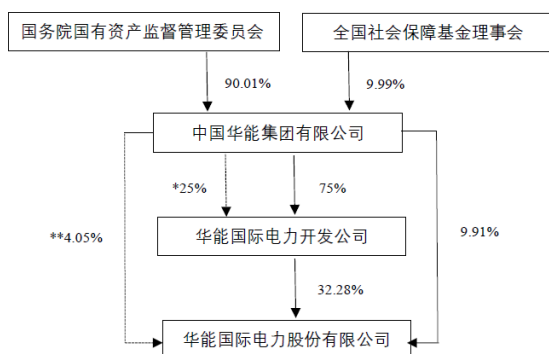 国务院国有资产监督管理委员会
全国社会保障基金理事会
90.01%
9.99%
中国华能集团有限公司
*25%
75%
**4.05%
华能国际电力开发公司
9.91%
32.28%
华能国际电力股份有限公司